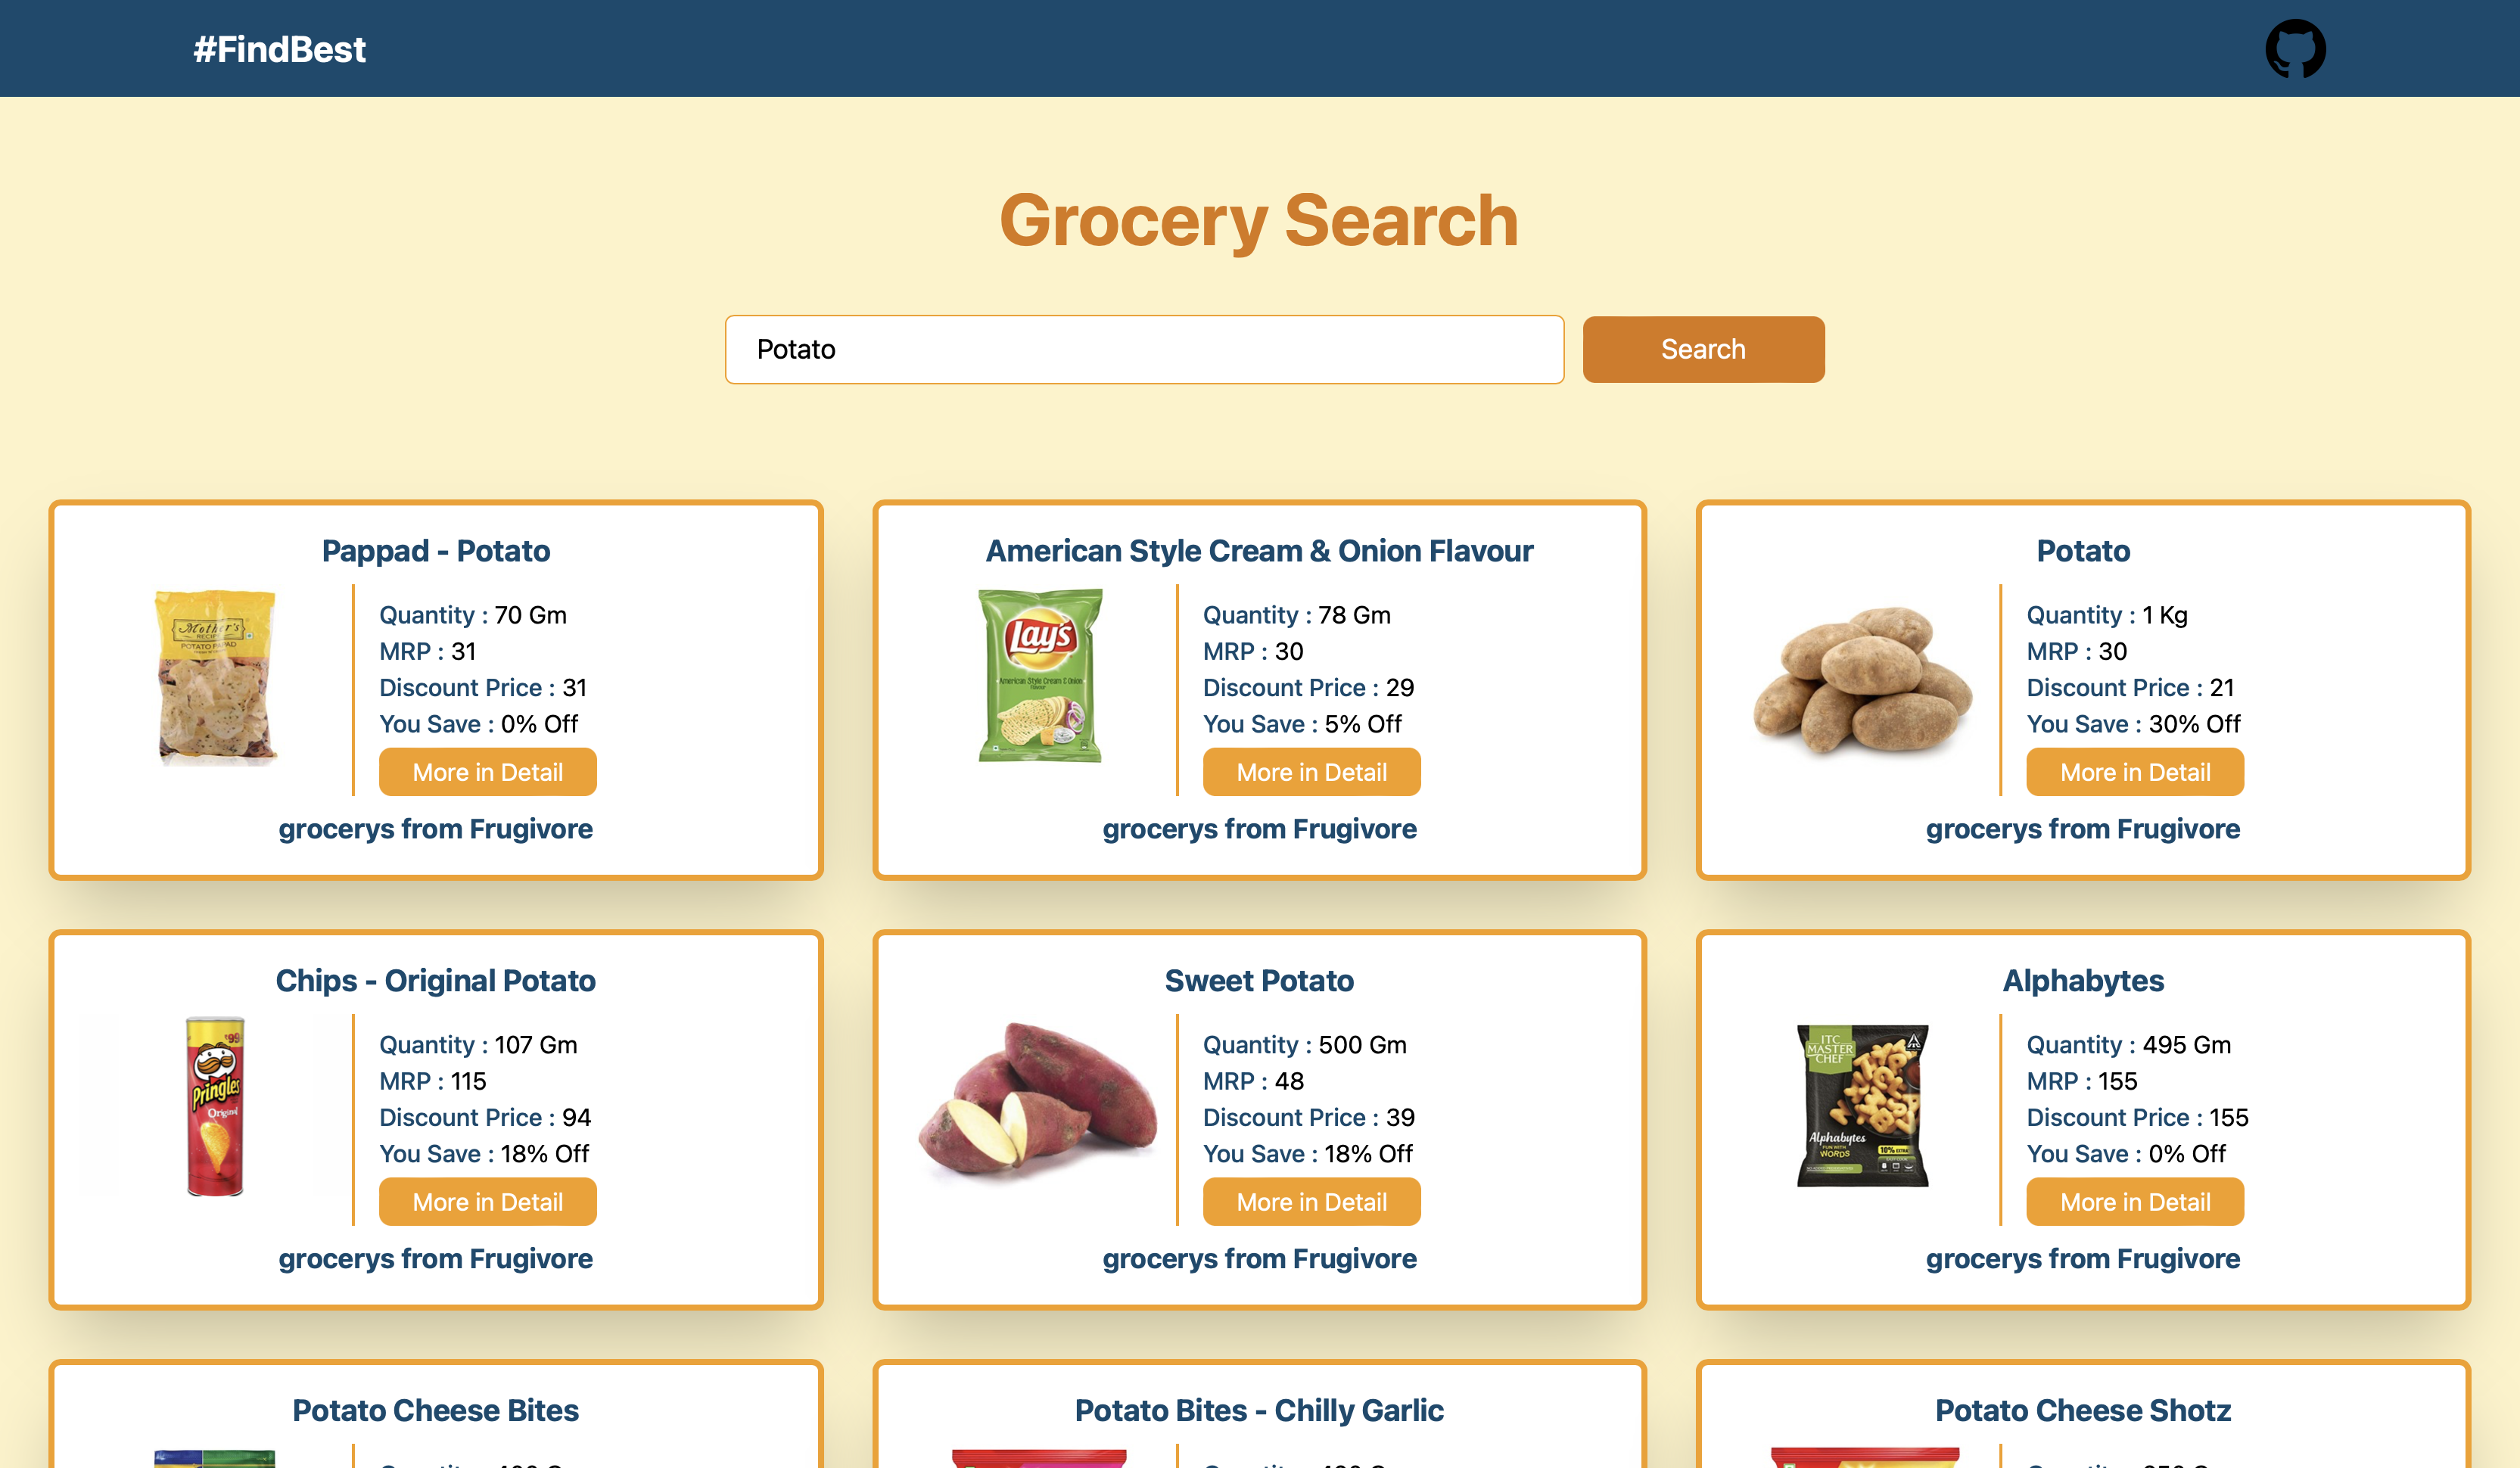 #FindBest
Grocery Search
Potato
Search
Pappad - Potato
Mother's
RECIPE
POTATO PAPAD
Quantity : 70 Gm
MRP : 31
Discount Price : 31
You Save : 0% Off
More in Detail
grocerys from Frugivore
American Style Cream & Onion Flavour
Lay's
American Style Cream & Onion
Flavour
Quantity : 78 Gm
MRP : 30
Discount Price : 29
You Save : 5% Off
More in Detail
grocerys from Frugivore
Potato
Quantity : 1 Kg
MRP : 30
Discount Price : 21
You Save : 30% Off
More in Detail
grocerys from Frugivore
Chips - Original Potato
₹99
Pringles
Original
Quantity : 107 Gm
MRP : 115
Discount Price : 94
You Save : 18% Off
More in Detail
grocerys from Frugivore
Sweet Potato
Quantity : 500 Gm
MRP : 48
Discount Price : 39
You Save : 18% Off
More in Detail
grocerys from Frugivore
Alphabytes
ITC
MASTER
CHEF
Alphabytes
FUN WITH
WORDS
10% EXTRA
Quantity : 495 Gm
MRP : 155
Discount Price : 155
You Save : 0% Off
More in Detail
grocerys from Frugivore
Potato Cheese Bites
Potato Bites - Chilly Garlic
Potato Cheese Shotz